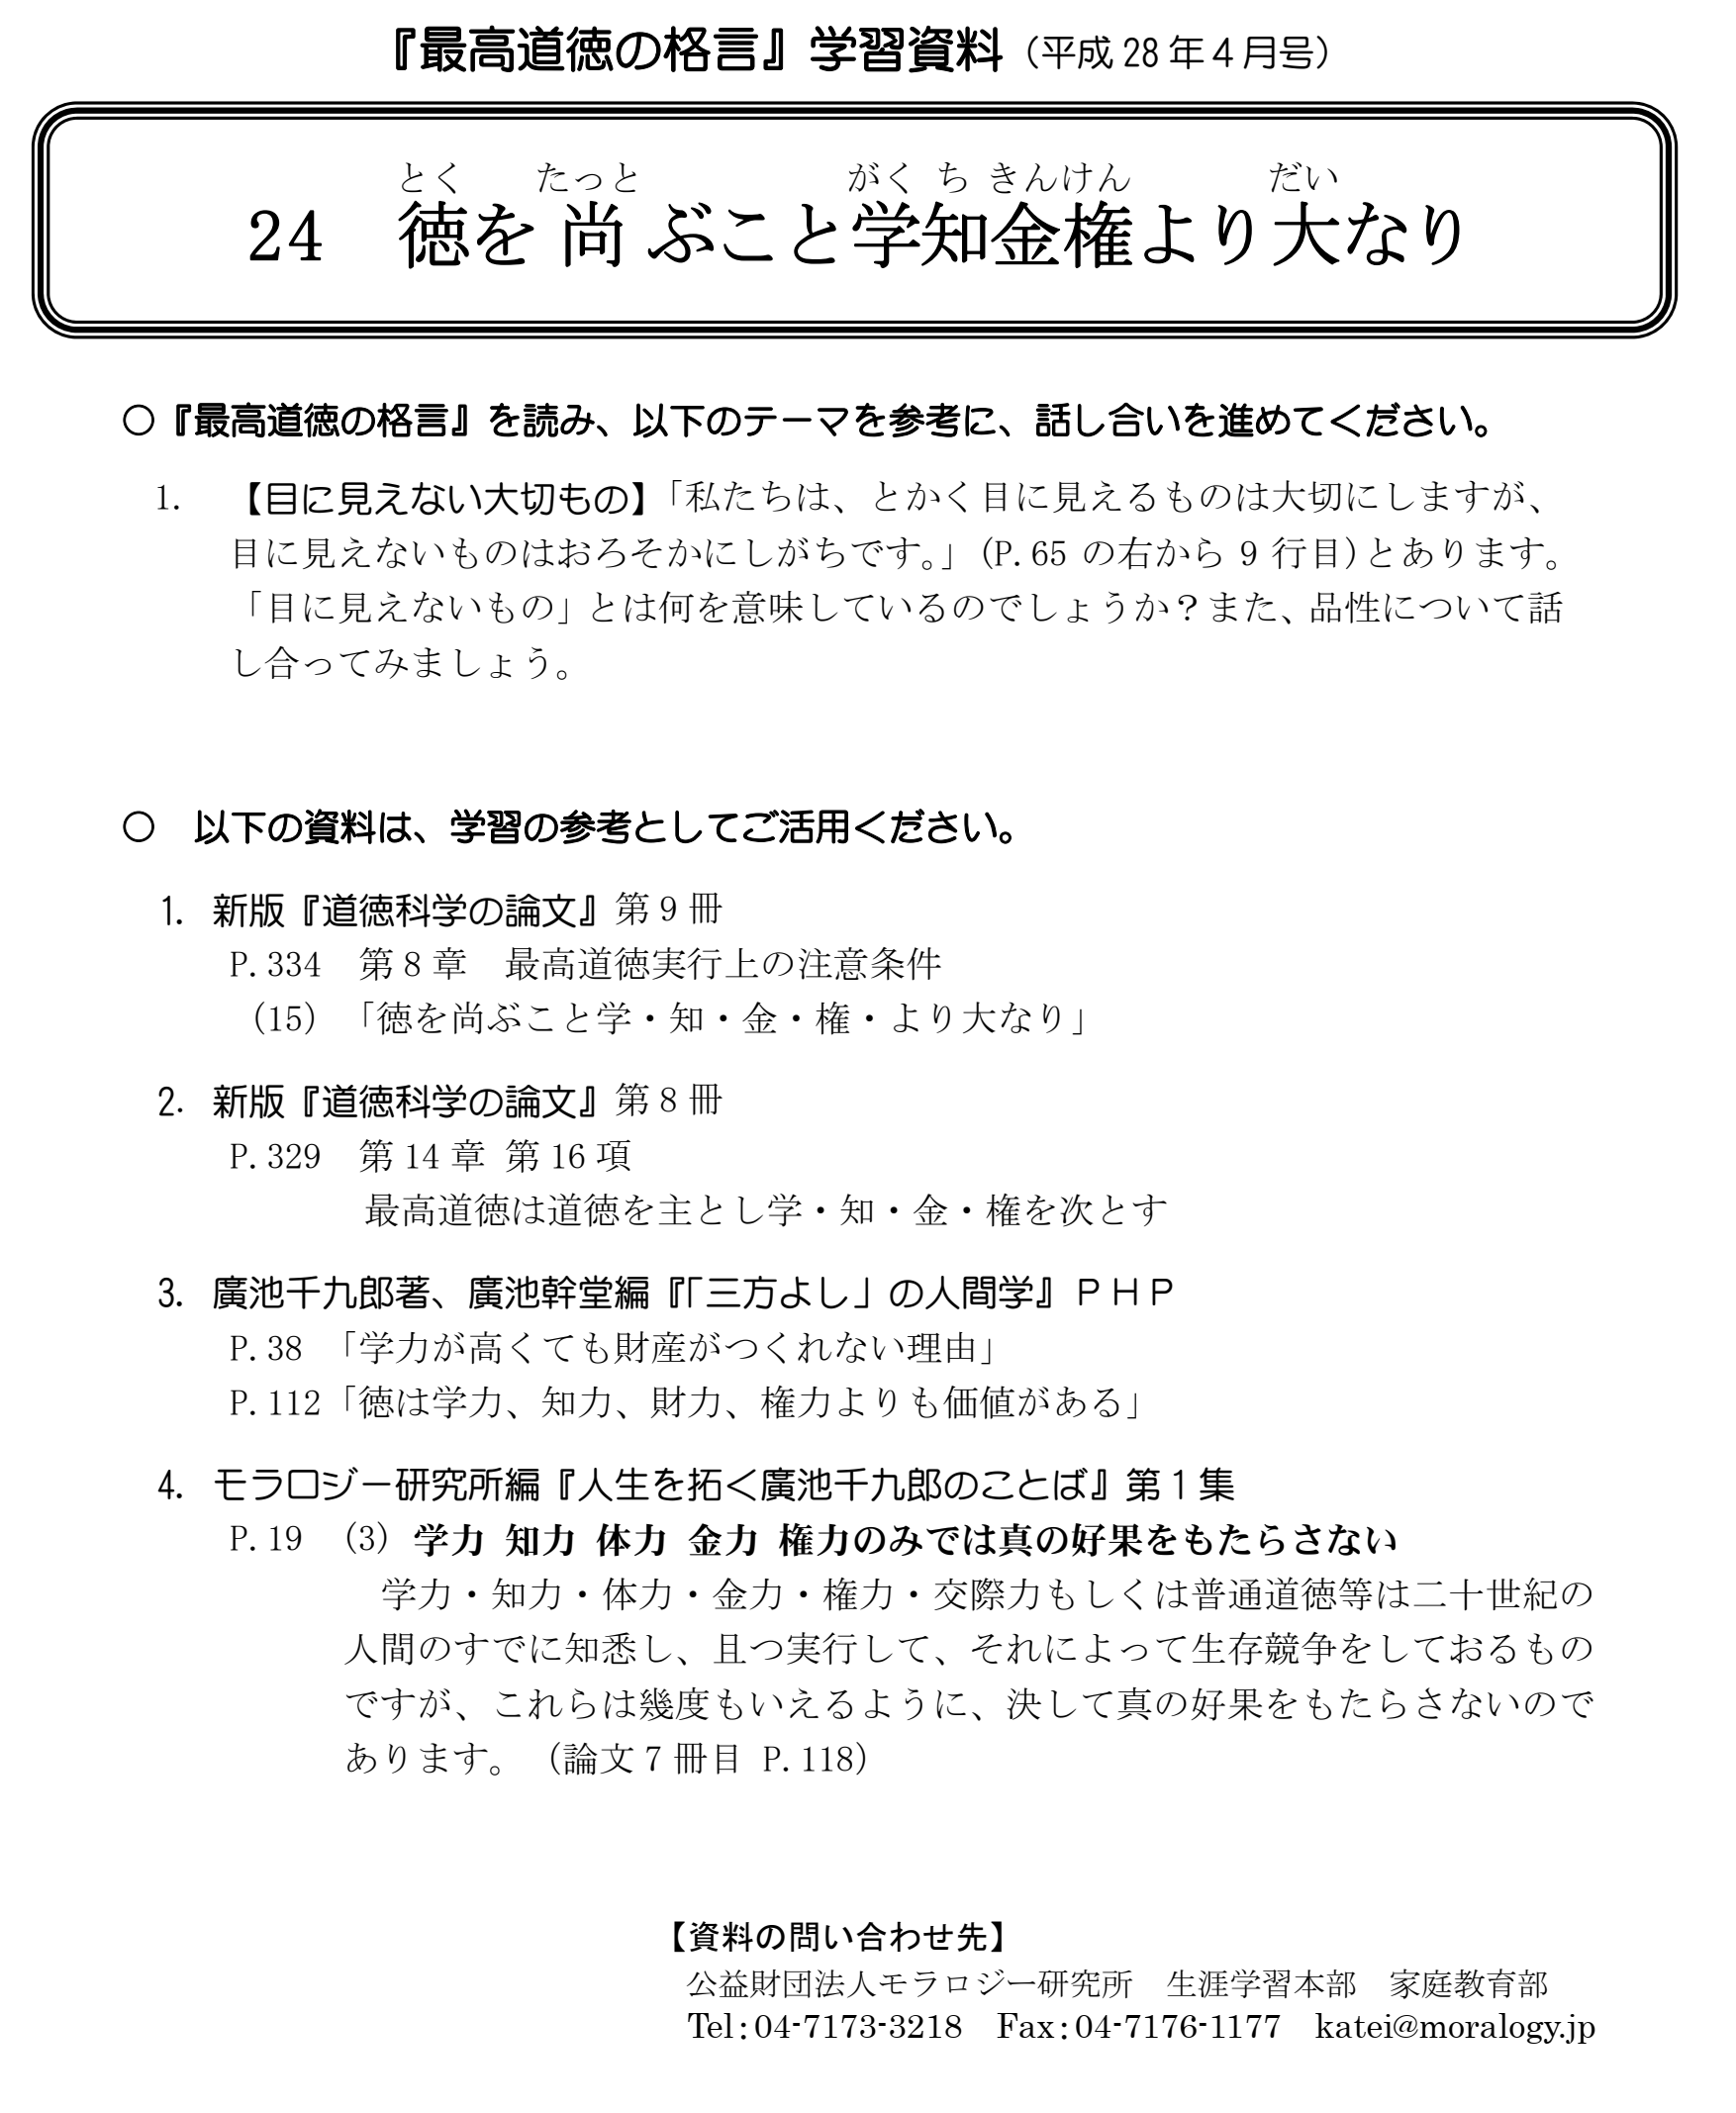 『最高道徳の格言』学習資料（平成28年４月号）
とく　たっと　がく ち きんけん　だい
24　徳を尚ぶこと学知金権より大なり
○『最高道徳の格言』を読み、以下のテーマを参考に、話し合いを進めてください。
1.　【目に見えない大切もの】「私たちは、とかく目に見えるものは大切にしますが、
目に見えないものはおろそかにしがちです。」(P.65 の右から 9 行目)とあります。
「目に見えないもの」とは何を意味しているのでしょうか？また、品性について話
し合ってみましょう。
○　以下の資料は、学習の参考としてご活用ください。
1. 新版『道徳科学の論文』第９冊
P.334　第８章　最高道徳実行上の注意条件
(15) 「徳を尚ぶこと学・知・金・権・より大なり」
2. 新版『道徳科学の論文』第８冊
P.329　第 14 章 第 16 項
最高道徳は道徳を主とし学・知・金・権を次とす
3. 廣池千九郎著、廣池幹堂編『「三方よし」の人間学』ＰＨＰ
P.38 「学力が高くても財産がつくれない理由」
P.112「徳は学力、知力、財力、権力よりも価値がある」
4. モラロジー研究所編『人生を拓く廣池千九郎のことば』第１集
P.19　(3) 学力 知力 体力 金力 権力のみでは真の好果をもたらさない
学力・知力・体力・金力・権力・交際力もしくは普通道徳等は二十世紀の
人間のすでに知悉し、且つ実行して、それによって生存競争をしておるもの
ですが、これらは幾度もいえるように、決して真の好果をもたらさないので
あります。（論文７冊目 P.118）
【資料の問い合わせ先】
公益財団法人モラロジー研究所　生涯学習本部　家庭教育部
Tel:04-7173-3218　Fax:04-7176-1177　katei@moralogy.jp